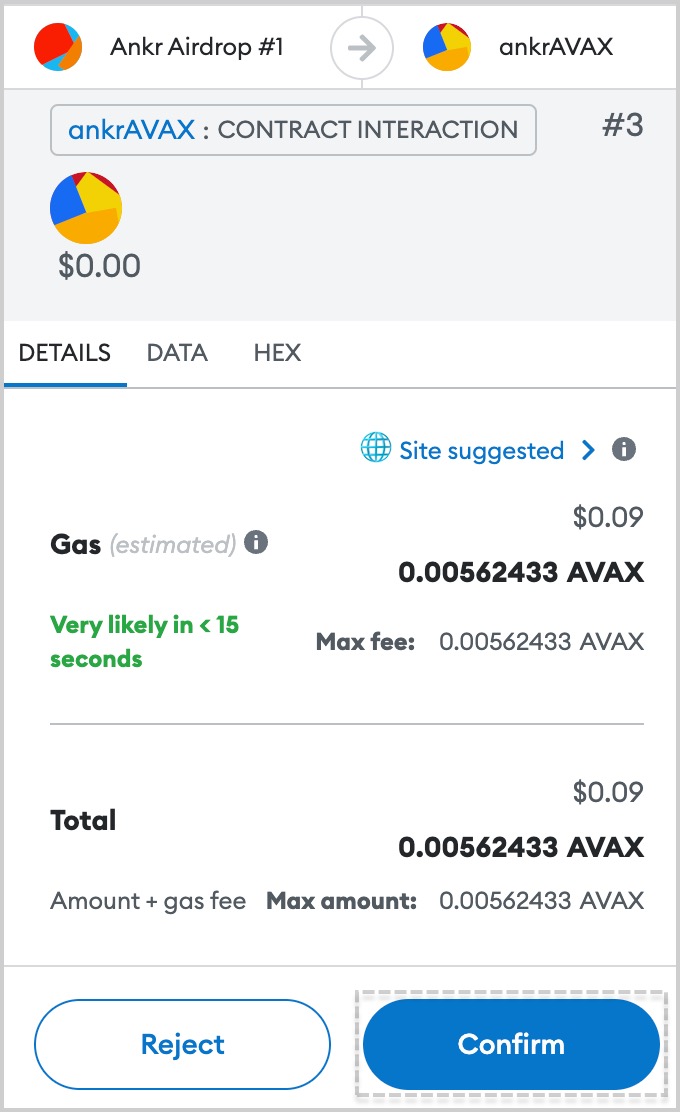 Ankr Airdrop #1
ankrAVAX
ankrAVAX : CONTRACT INTERACTION
#3
$0.00
DETAILS DATA HEX
Site suggested
$0.09
Gas (estimated)
0.00562433 AVAX
Very likely in < 15
seconds
Max fee: 0.00562433 AVAX
$0.09
Total
0.00562433 AVAX
Amount + gas fee Max amount: 0.00562433 AVAX
Reject
Confirm